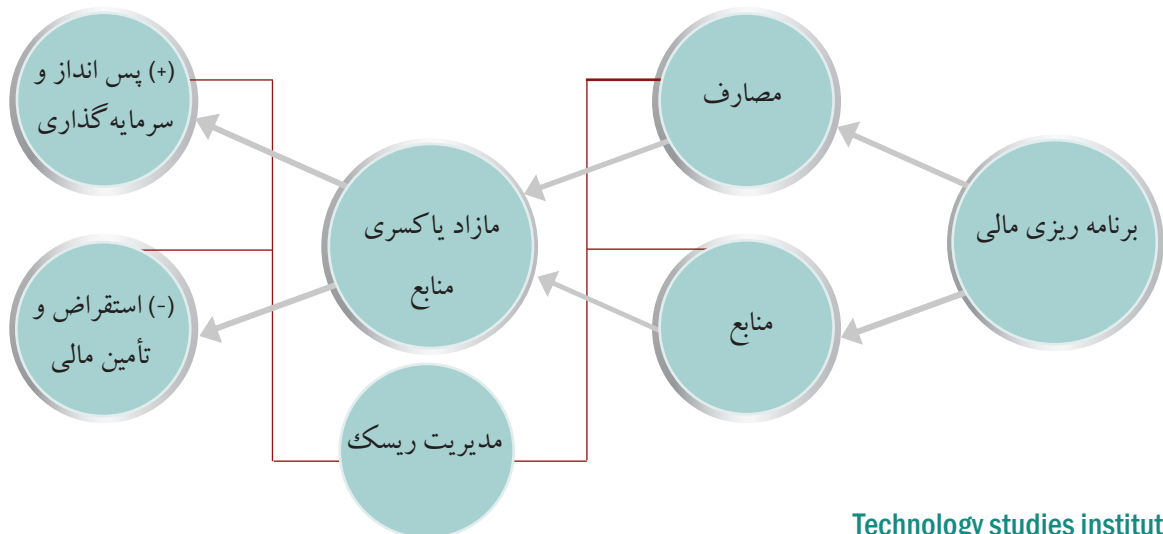 برنامه ریزی مالی
مصارف
منابع
مازاد یا کسری
منابع
مدیریت ریسک
(+) پس انداز و
سرمایه گذاری
(-) استقراض و
تأمین مالی
Technology studies institut